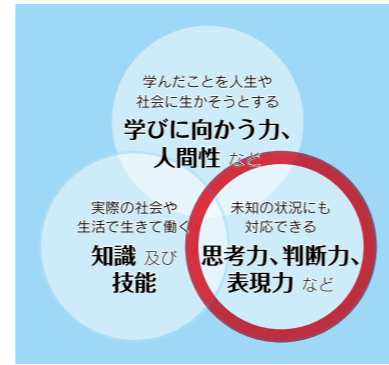 学んだことを人生や
社会に生かそうとする
学びに向かう力、
人間性 など
実際の社会や
生活で生きて働く
知識 及び
技能
未知の状況にも
対応できる
思考力、判断力、
表現力 など